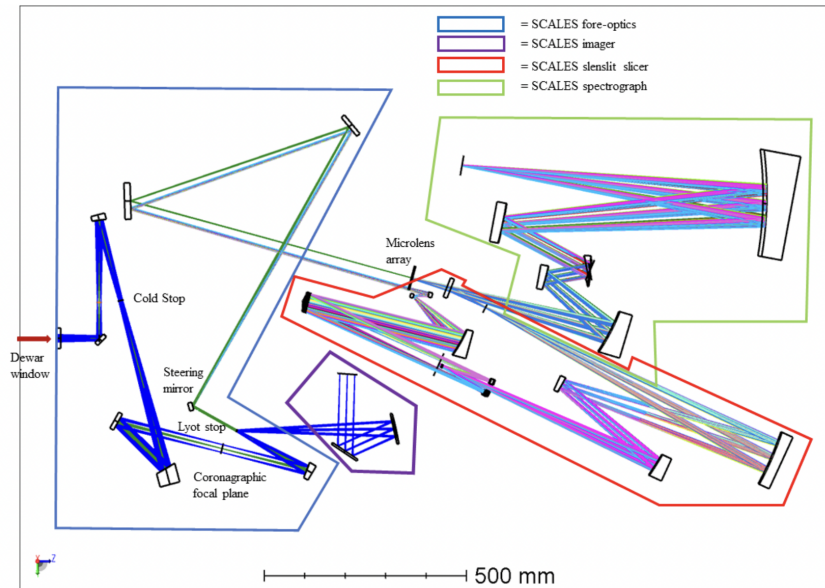 = SCALES fore-optics
= SCALES imager
= SCALES slenslit slicer
= SCALES spectrograph
Microlens
array
Cold Stop
Dewar
window
Steering
mirror
Lyot stop
Coronagraphic
focal plane
X
Z
500 mm